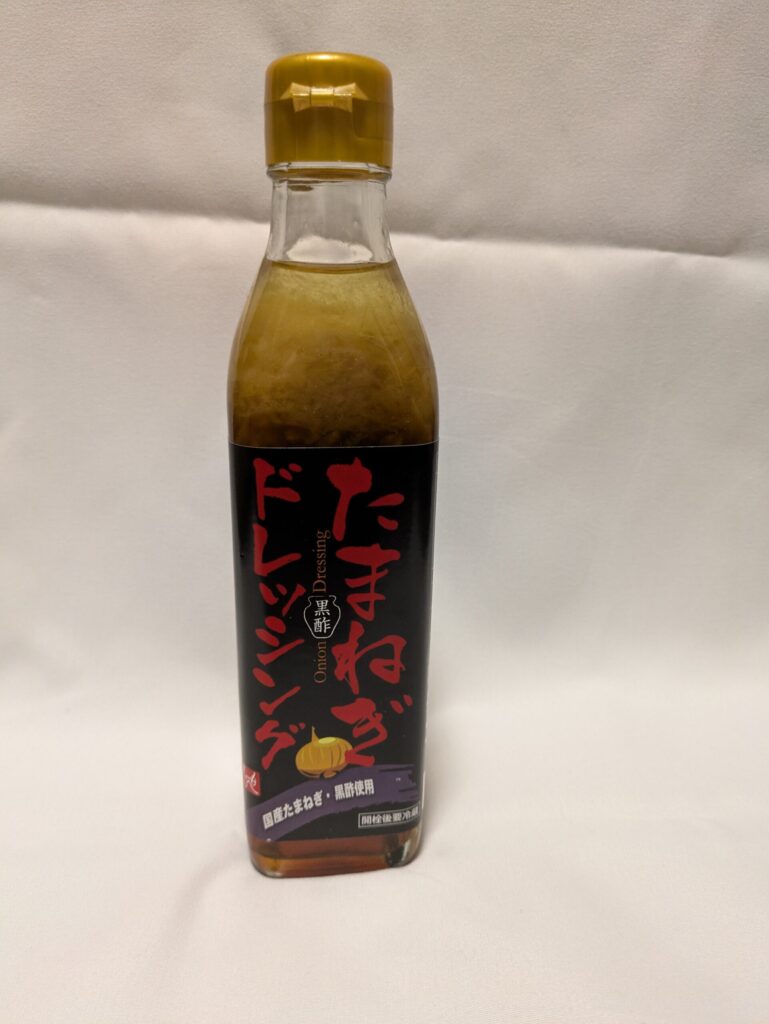 たまねぎ
ドレッシング
Onion
黒酢
Dressing
国産たまねぎ・黒酢使用
開栓後要冷蔵